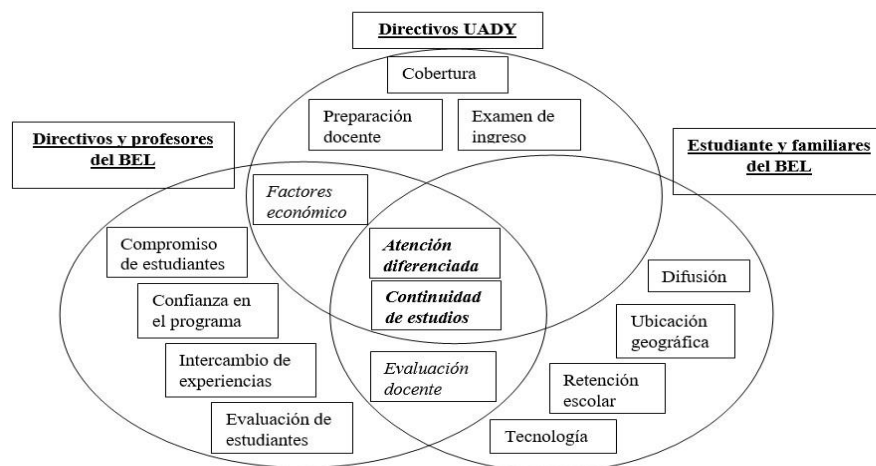 Directivos UADY
Cobertura
Preparación
docente
Examen de
ingreso
Directivos y profesores
del BEL
Estudiante y familiares
del BEL
Factores
económico
Compromiso
de estudiantes
Atención
diferenciada
Difusión
Confianza en
el programa
Continuidad
de estudios
Ubicación
geográfica
Intercambio de
experiencias
Evaluación
docente
Retención
escolar
Evaluación de
estudiantes
Tecnología